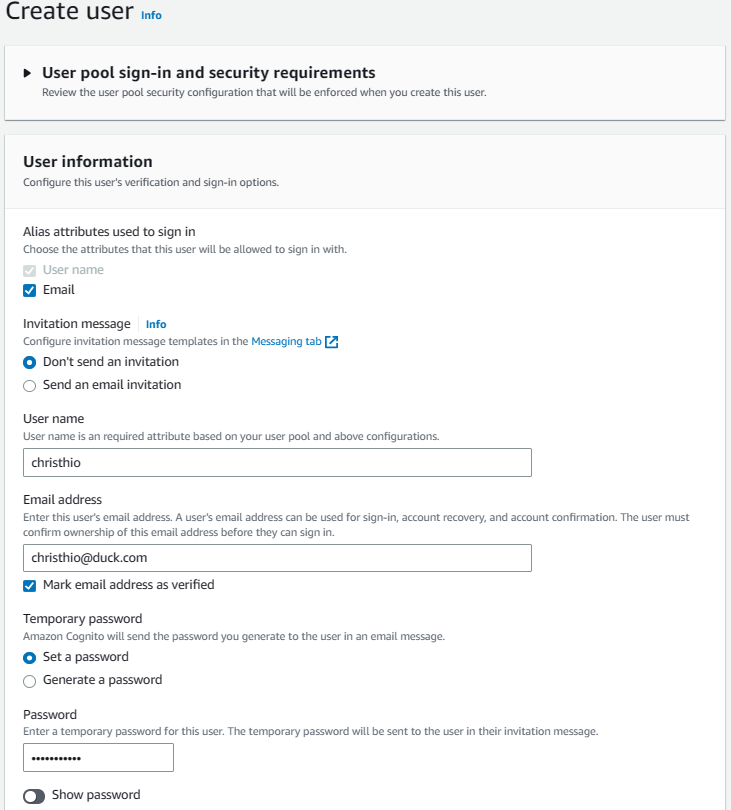 Create user Info
User pool sign-in and security requirements
Review the user pool security configuration that will be enforced when you create this user.
User information
Configure this user's verification and sign-in options.
Alias attributes used to sign in
Choose the attributes that this user will be allowed to sign in with.
User name
Email
Invitation message Info
Configure invitation message templates in the Messaging tab
Don't send an invitation
Send an email invitation
User name
User name is an required attribute based on your user pool and above configurations.
christhio
Email address
Enter this user's email address. A user's email address can be used for sign-in, account recovery, and account confirmation. The user must
confirm ownership of this email address before they can sign in.
christhio@duck.com
Mark email address as verified
Temporary password
Amazon Cognito will send the password you generate to the user in an email message.
Set a password
Generate a password
Password
Enter a temporary password for this user. The temporary password will be sent to the user in their invitation message.
•••••••••••
Show password